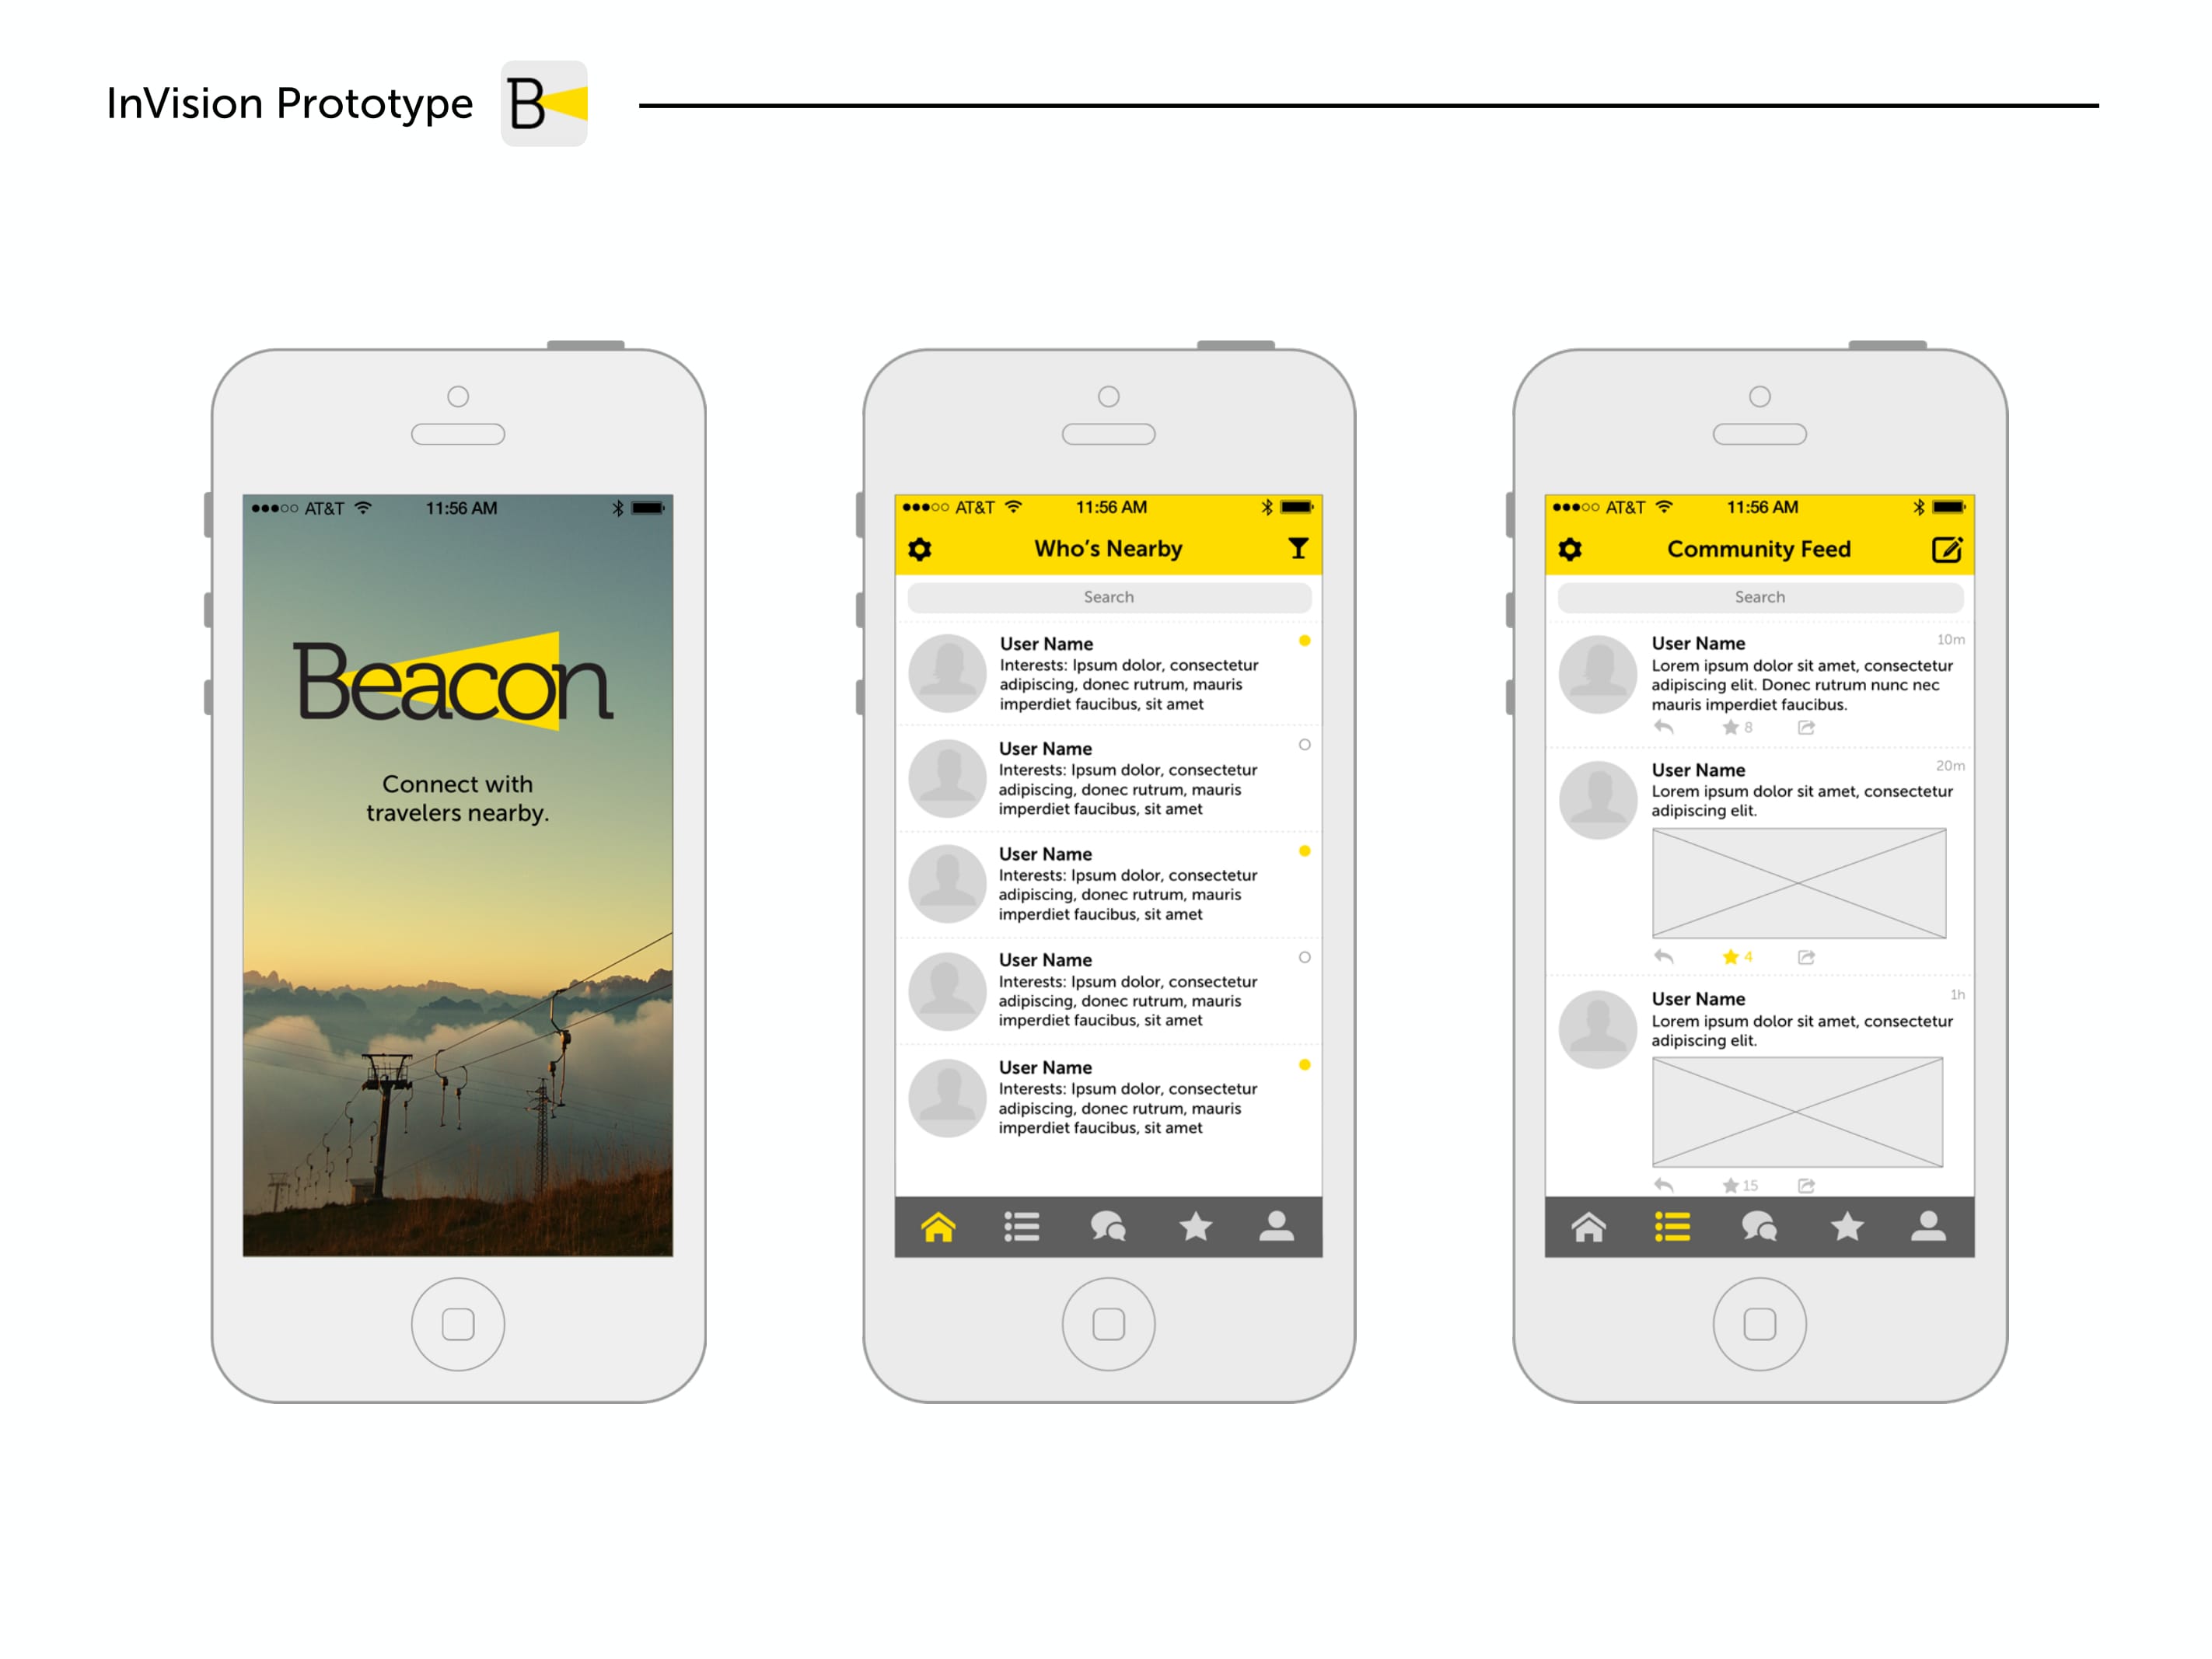 InVision Prototype B
AT&T 11:56 AM
Beacon
Connect with
travelers nearby.
AT&T 11:56 AM
Who's Nearby
Search
User Name
Interests: Ipsum dolor, consectetur
adipiscing, donec rutrum, mauris
imperdiet faucibus, sit amet
User Name
Interests: Ipsum dolor, consectetur
adipiscing, donec rutrum, mauris
imperdiet faucibus, sit amet
User Name
Interests: Ipsum dolor, consectetur
adipiscing, donec rutrum, mauris
imperdiet faucibus, sit amet
User Name
Interests: Ipsum dolor, consectetur
adipiscing, donec rutrum, mauris
imperdiet faucibus, sit amet
User Name
Interests: Ipsum dolor, consectetur
adipiscing, donec rutrum, mauris
imperdiet faucibus, sit amet
AT&T 11:56 AM
Community Feed
Search
User Name 10m
Lorem ipsum dolor sit amet, consectetur
adipiscing elit. Donec rutrum nunc nec
mauris imperdiet faucibus.
8
User Name 20m
Lorem ipsum dolor sit amet, consectetur
adipiscing elit.
4
User Name 1h
Lorem ipsum dolor sit amet, consectetur
adipiscing elit.
15